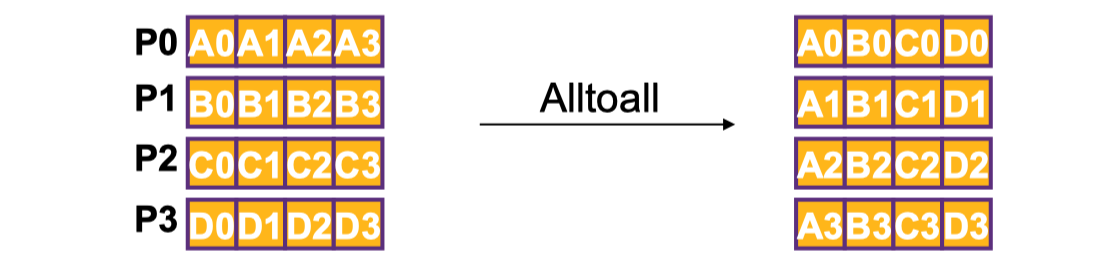 P0 A0 A1 A2 A3 A0 B0 C0 D0
P1 B0 B1 B2 B3 Alltoall A1 B1 C1 D1
P2 C0 C1 C2 C3 A2 B2 C2 D2
P3 D0 D1 D2 D3 A3 B3 C3 D3